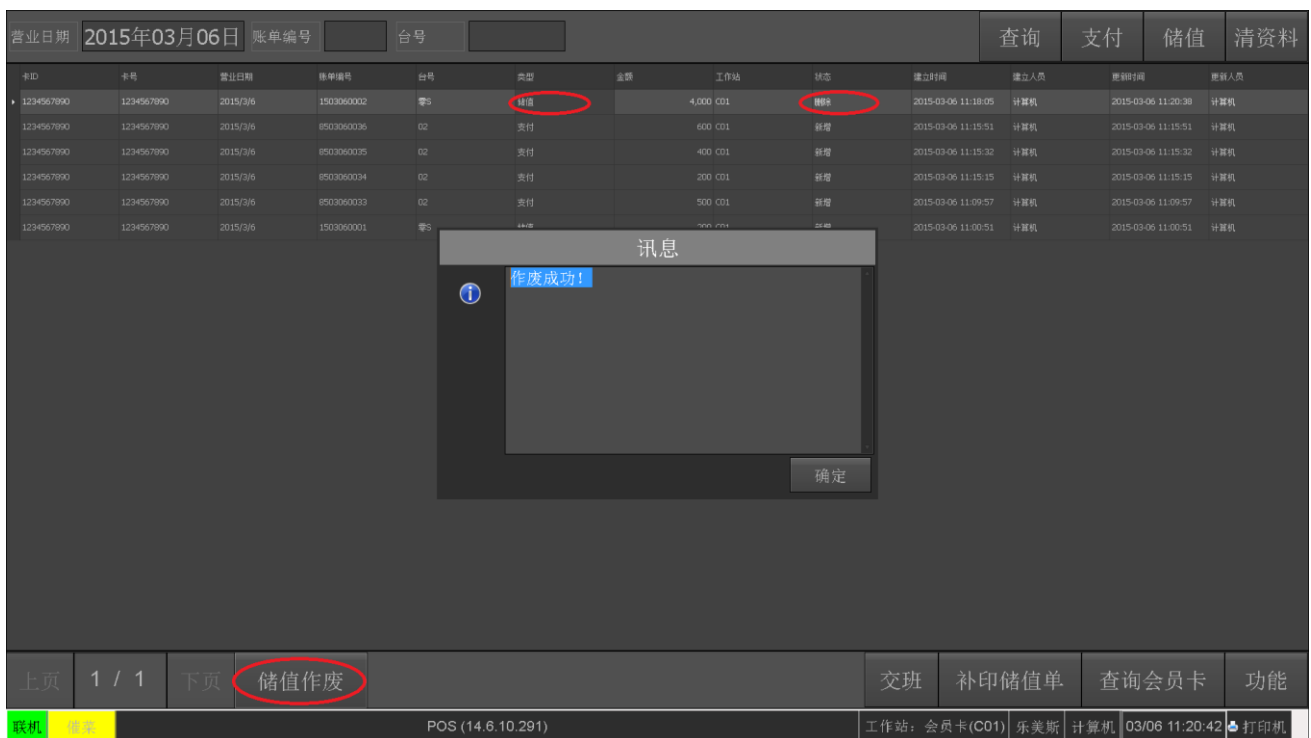 营业日期 2015年03月06日 账单编号 台号 查询 支付 储值 清资料
卡ID 卡号 营业日期 账单编号 台号 类型 金额 工作站 状态 建立时间 建立人员 更新时间 更新人员
1234567890 1234567890 2015/3/6 1503060002 零S 储值 4,000 C01 删除 2015-03-06 11:18:05 计算机 2015-03-06 11:20:38 计算机
1234567890 1234567890 2015/3/6 8503060036 02 支付 600 C01 新增 2015-03-06 11:15:51 计算机 2015-03-06 11:15:51 计算机
1234567890 1234567890 2015/3/6 8503060035 02 支付 400 C01 新增 2015-03-06 11:15:32 计算机 2015-03-06 11:15:32 计算机
1234567890 1234567890 2015/3/6 8503060034 02 支付 200 C01 新增 2015-03-06 11:15:15 计算机 2015-03-06 11:15:15 计算机
1234567890 1234567890 2015/3/6 8503060033 02 支付 500 C01 新增 2015-03-06 11:09:57 计算机 2015-03-06 11:09:57 计算机
1234567890 1234567890 2015/3/6 1503060001 零S 2015-03-06 11:00:51 计算机 2015-03-06 11:00:51 计算机
讯息
作废成功!
确定
上页 1 / 1 下页 储值作废 交班 补印储值单 查询会员卡 功能
联机 催菜 POS (14.6.10.291) 工作站: 会员卡(C01) 乐美斯 计算机 03/06 11:20:42 打印机